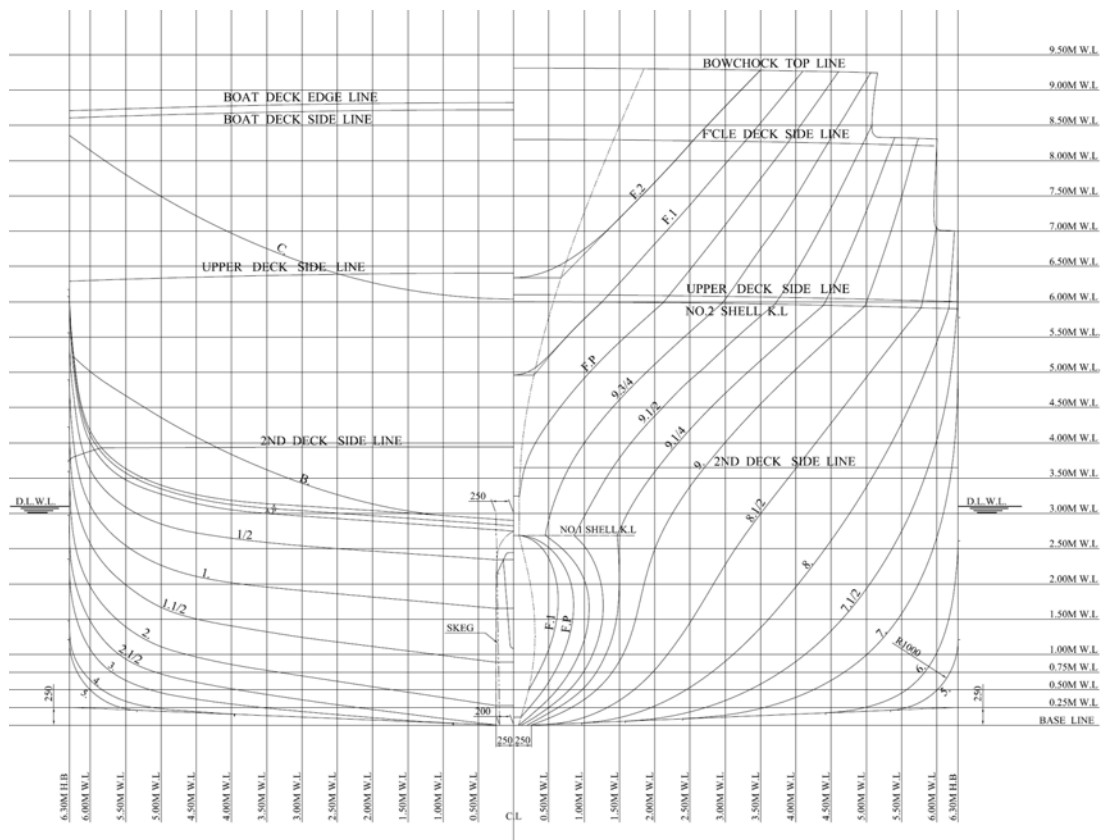 9.50M W.L
BOWCHOCK TOP LINE
9.00M W.L
BOAT DECK EDGE LINE
BOAT DECK SIDE LINE
8.50M W.L
F'CLE DECK SIDE LINE
8.00M W.L
7.50M W.L
F.2
F.1
7.00M W.L
C.
6.50M W.L
UPPER DECK SIDE LINE
UPPER DECK SIDE LINE
6.00M W.L
NO.2 SHELL K.L
5.50M W.L
F.P
5.00M W.L
9.3/4
9.1/2
4.50M W.L
9.1/4
4.00M W.L
2ND DECK SIDE LINE
9.
2ND DECK SIDE LINE
3.50M W.L
B.
250
8.1/2
D.L.W.L.
D.L.W.L.
3.00M W.L
1/2
NO.1 SHELL K.L
2.50M W.L
1.
8.
2.00M W.L
1.1/2
F.1
F.P
7.1/2
1.50M W.L
SKEG
2.
7.
R1000
1.00M W.L
2.1/2
3.
6.
0.75M W.L
4.
5.
5.
0.50M W.L
250
250
0.25M W.L
200
BASE LINE
250 250
6.30M H.B
6.00M W.L
5.50M W.L
5.00M W.L
4.50M W.L
4.00M W.L
3.50M W.L
3.00M W.L
2.50M W.L
2.00M W.L
1.50M W.L
1.00M W.L
0.50M W.L
C.L
0.50M W.L
1.00M W.L
1.50M W.L
2.00M W.L
2.50M W.L
3.00M W.L
3.50M W.L
4.00M W.L
4.50M W.L
5.00M W.L
5.50M W.L
6.00M W.L
6.30M H.B